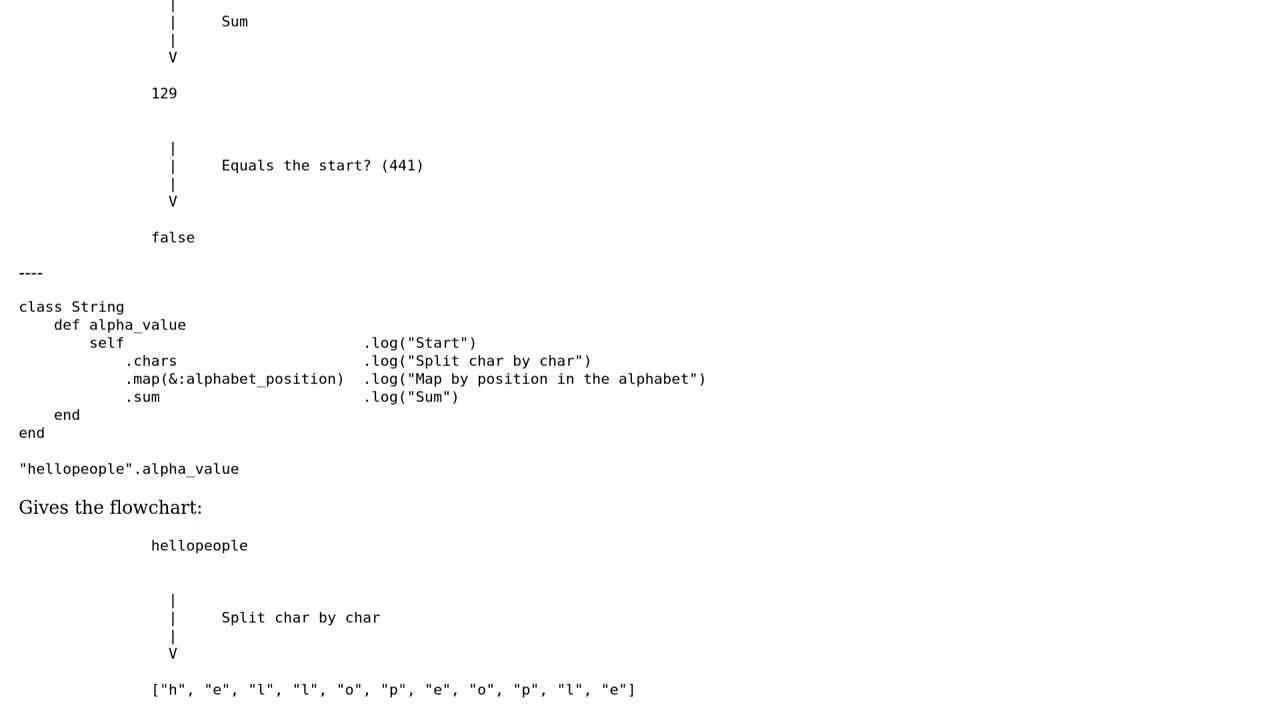 |
|     Sum
|
V
129
|
|     Equals the start? (441)
|
V
false
----
class String
    def alpha_value
        self                           .log("Start")
            .chars                     .log("Split char by char")
            .map(&:alphabet_position)  .log("Map by position in the alphabet")
            .sum                       .log("Sum")
    end
end
"hellopeople".alpha_value
Gives the flowchart:
hellopeople
|
|     Split char by char
|
V
["h", "e", "l", "l", "o", "p", "e", "o", "p", "l", "e"]